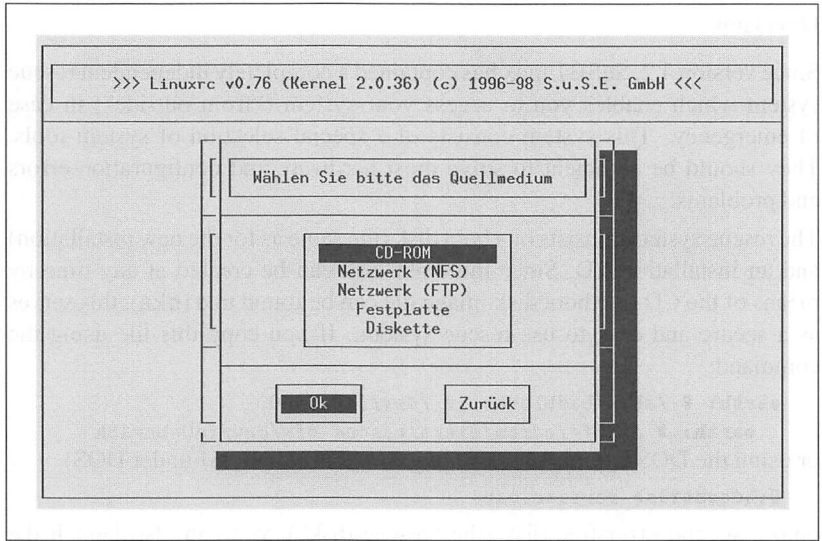 >>> Linuxrc v0.76 (Kernel 2.0.36) (c) 1996-98 S.u.S.E. GmbH <<<
Wählen Sie bitte das Quellmedium
CD-ROM
Netzwerk (NFS)
Netzwerk (FTP)
Festplatte
Diskette
Ok Zurück